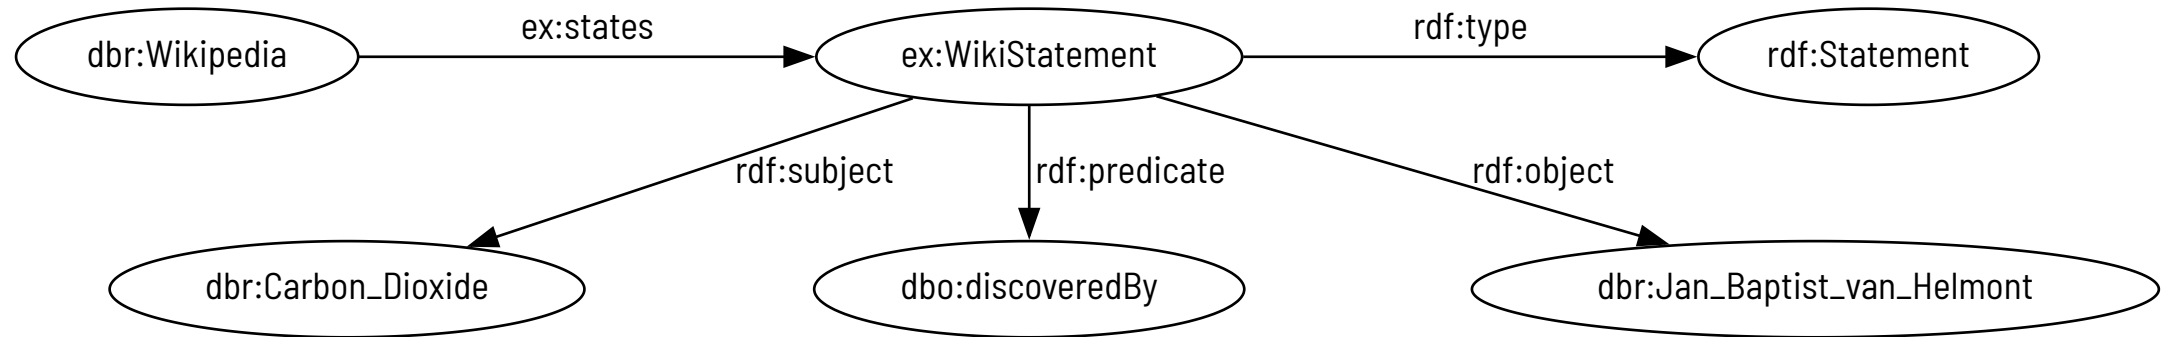 ex:states
rdf:type
dbr:Wikipedia
ex:WikiStatement
rdf:Statement
rdf:subject
rdf:predicate
rdf:object
dbr:Carbon_Dioxide
dbo:discoveredBy
dbr:Jan_Baptist_van_Helmont